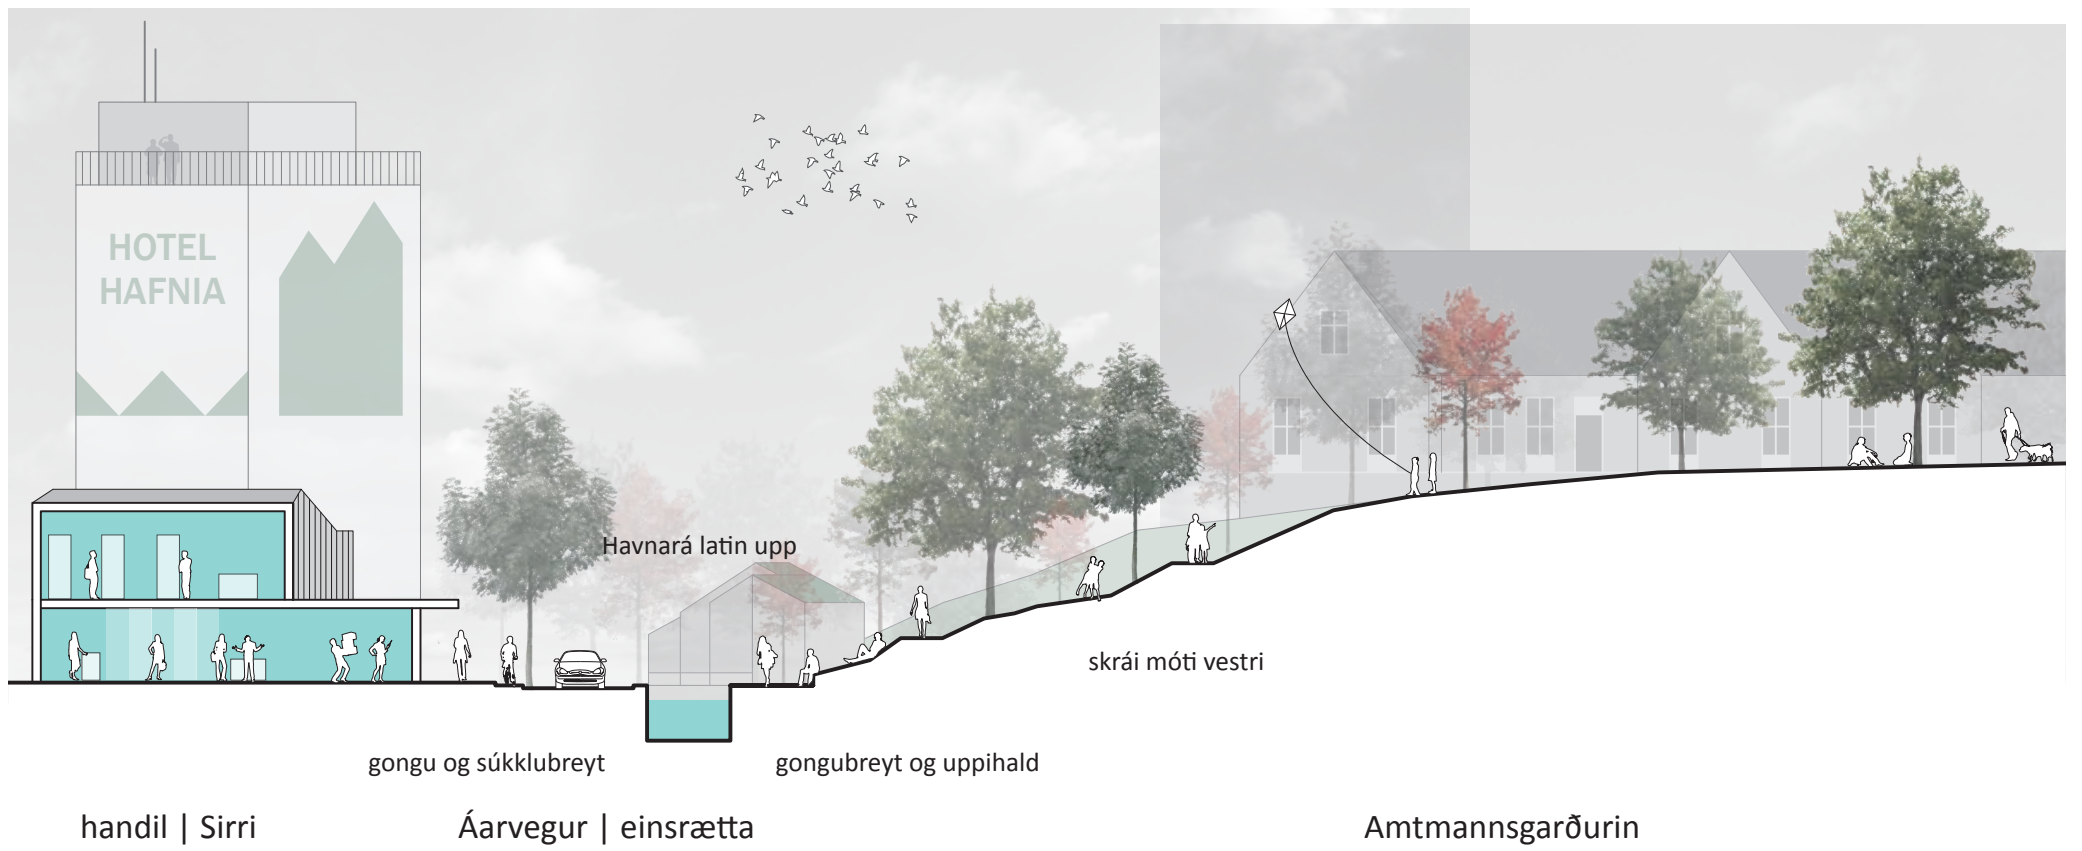 HOTEL
HAFNIA
Havnará latin upp
skrái móti vestri
gongu og súkklubreyt
gongubreyt og uppihald
handil | Sirri
Áarvegur | einsrætta
Amtmannsgarðurin